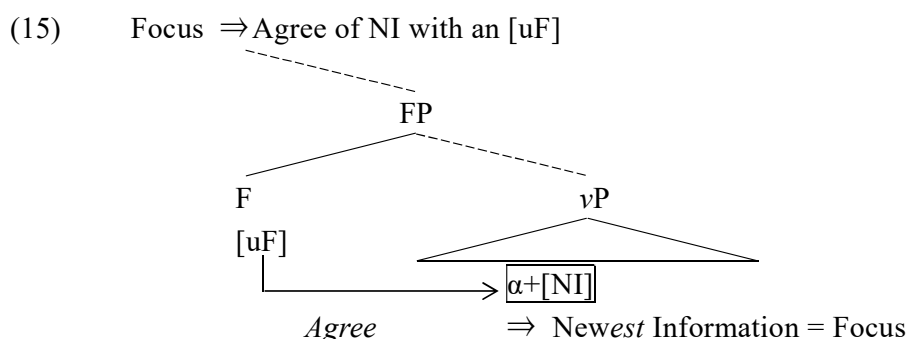 (15) Focus ⇒Agree of NI with an [uF]
FP
F vP
[uF]
α+[NI]
Agree ⇒ Newest Information = Focus